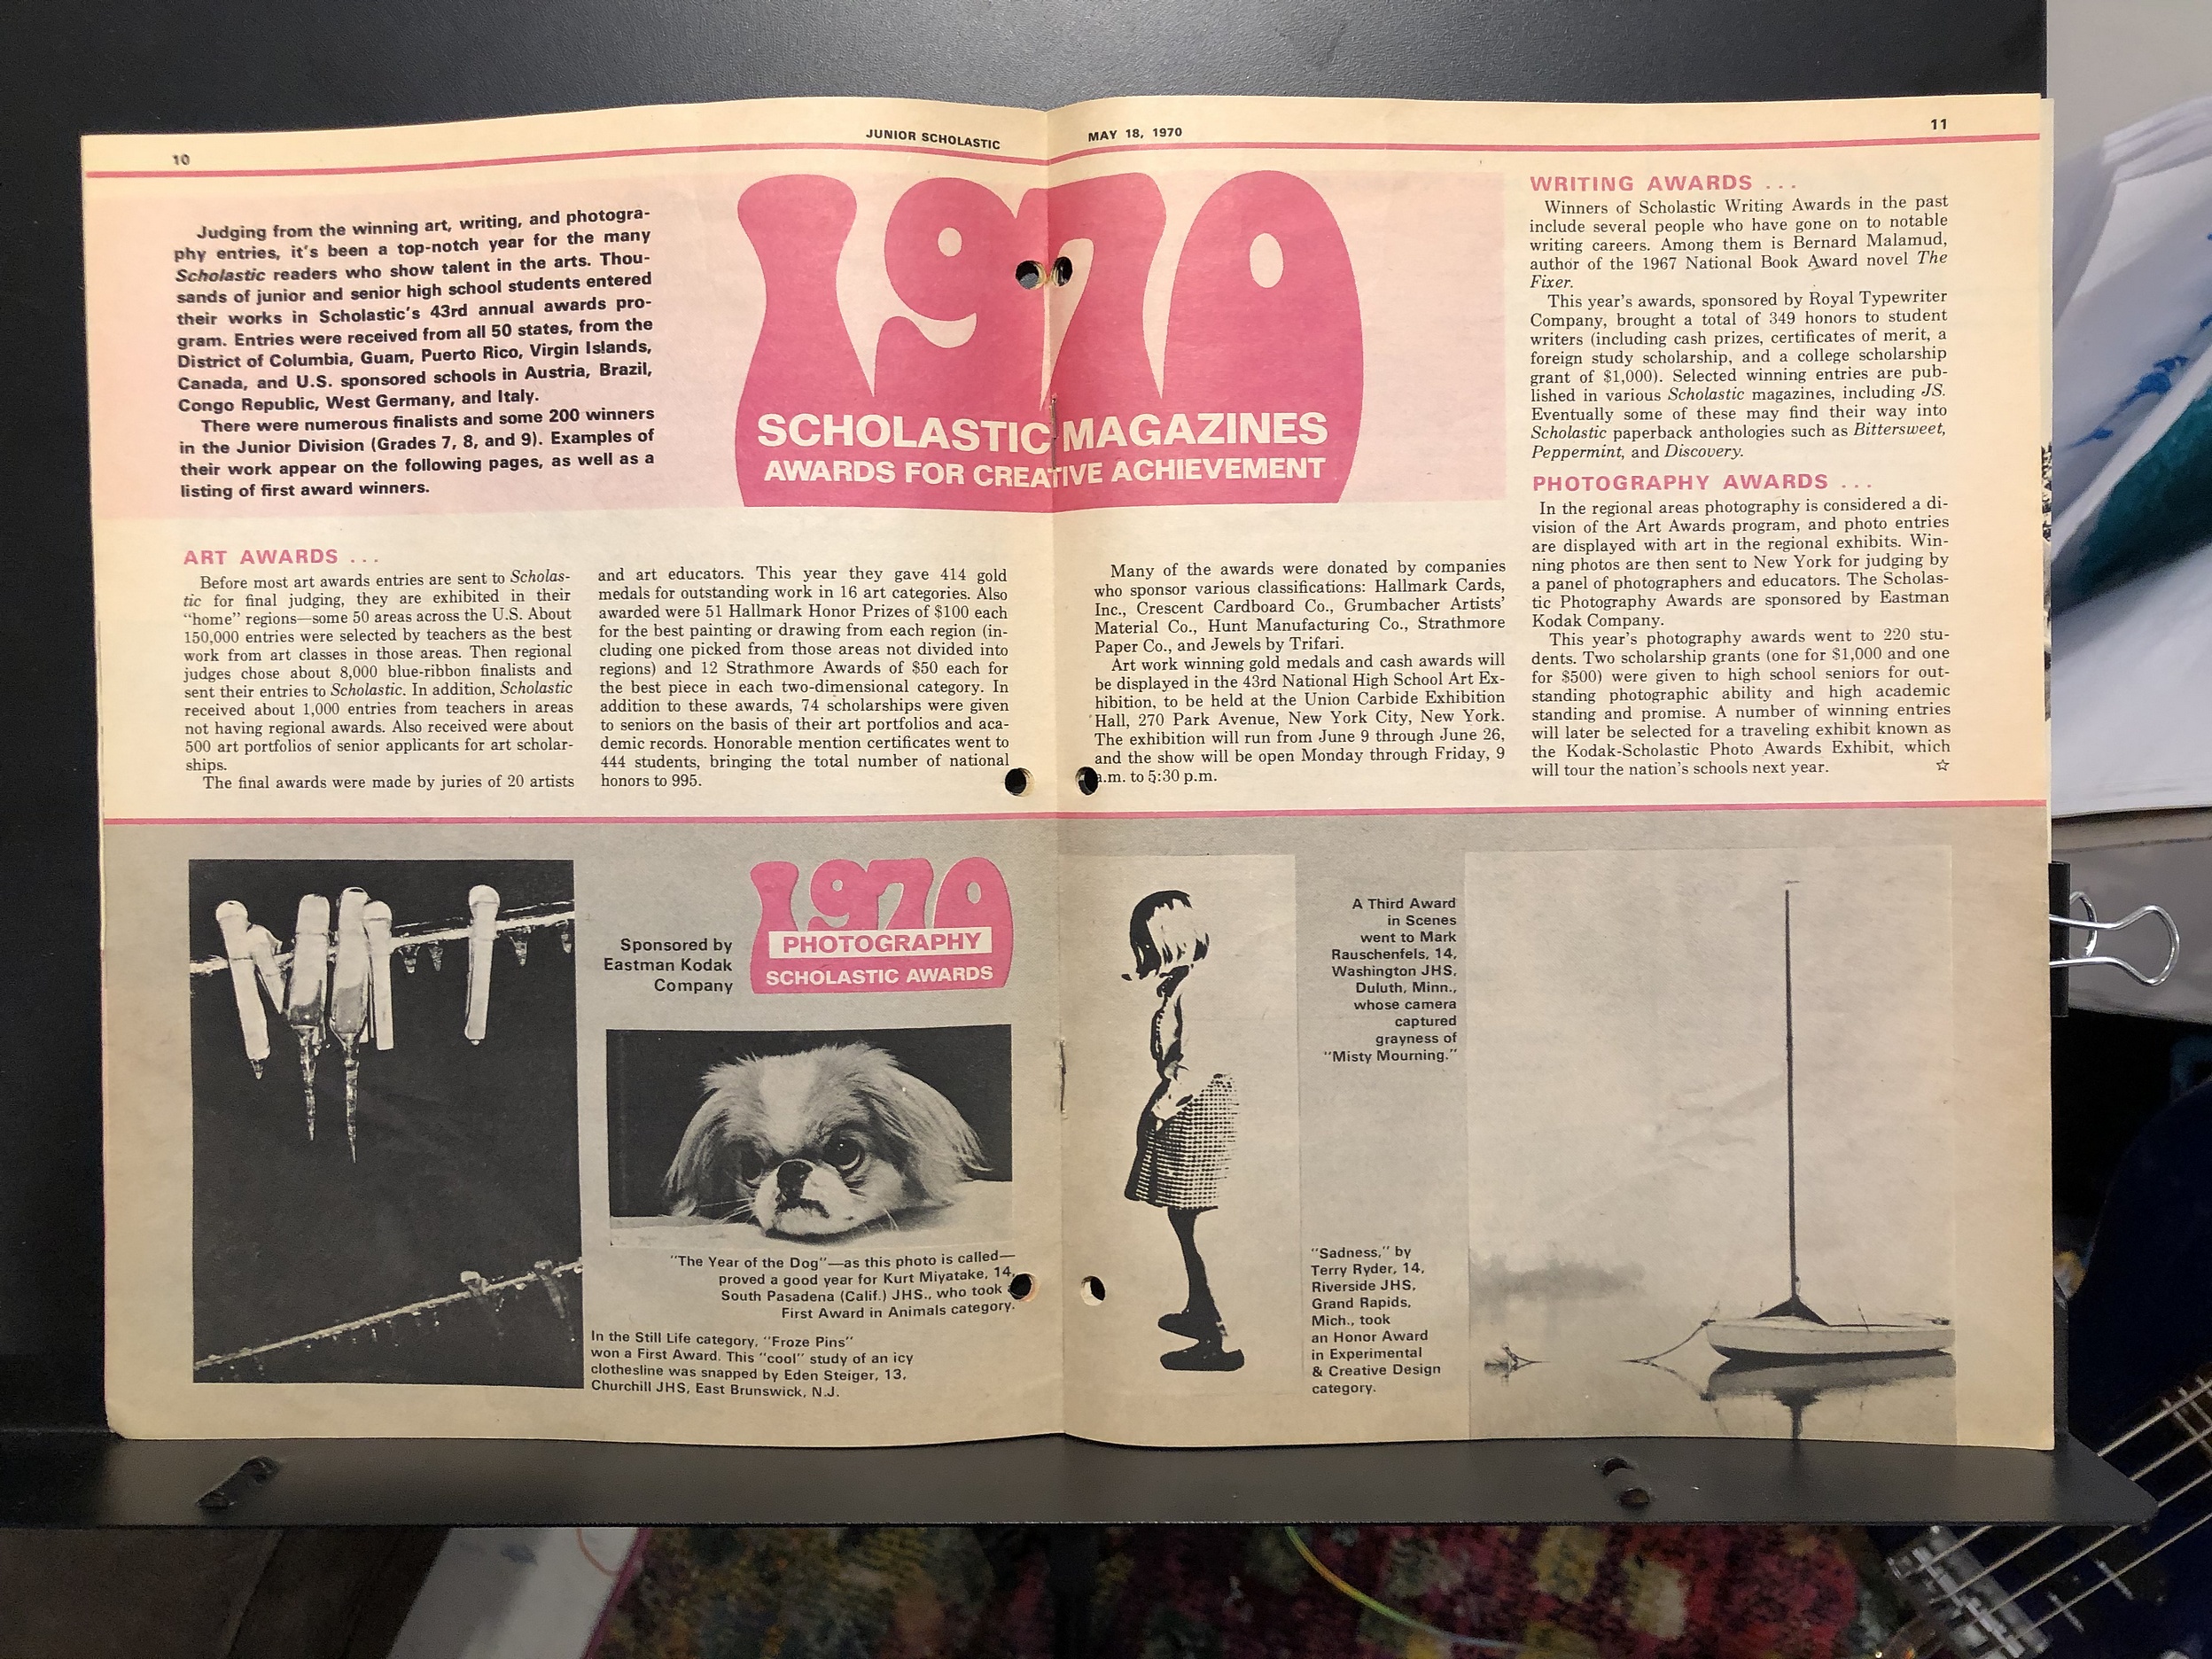 10
JUNIOR SCHOLASTIC
MAY 18, 1970
11
Judging from the winning art, writing, and photogra-
phy entries, it's been a top-notch year for the many
Scholastic readers who show talent in the arts. Thou-
sands of junior and senior high school students entered
their works in Scholastic's 43rd annual awards pro-
gram. Entries were received from all 50 states, from the
District of Columbia, Guam, Puerto Rico, Virgin Islands,
Canada, and U.S. sponsored schools in Austria, Brazil,
Congo Republic, West Germany, and Italy.
There were numerous finalists and some 200 winners
in the Junior Division (Grades 7, 8, and 9). Examples of
their work appear on the following pages, as well as a
listing of first award winners.
1970
SCHOLASTIC MAGAZINES
AWARDS FOR CREATIVE ACHIEVEMENT
ART AWARDS ...
Before most art awards entries are sent to Scholas-
tic for final judging, they are exhibited in their
"home" regions—some 50 areas across the U.S. About
150,000 entries were selected by teachers as the best
work from art classes in those areas. Then regional
judges chose about 8,000 blue-ribbon finalists and
sent their entries to Scholastic. In addition, Scholastic
received about 1,000 entries from teachers in areas
not having regional awards. Also received were about
500 art portfolios of senior applicants for art scholar-
ships.
The final awards were made by juries of 20 artists
and art educators. This year they gave 414 gold
medals for outstanding work in 16 art categories. Also
awarded were 51 Hallmark Honor Prizes of $100 each
for the best painting or drawing from each region (in-
cluding one picked from those areas not divided into
regions) and 12 Strathmore Awards of $50 each for
the best piece in each two-dimensional category. In
addition to these awards, 74 scholarships were given
to seniors on the basis of their art portfolios and aca-
demic records. Honorable mention certificates went to
444 students, bringing the total number of national
honors to 995.
Many of the awards were donated by companies
who sponsor various classifications: Hallmark Cards,
Inc., Crescent Cardboard Co., Grumbacher Artists'
Material Co., Hunt Manufacturing Co., Strathmore
Paper Co., and Jewels by Trifari.
Art work winning gold medals and cash awards will
be displayed in the 43rd National High School Art Ex-
hibition, to be held at the Union Carbide Exhibition
Hall, 270 Park Avenue, New York City, New York.
The exhibition will run from June 9 through June 26,
and the show will be open Monday through Friday, 9
a.m. to 5:30 p.m.
WRITING AWARDS ...
Winners of Scholastic Writing Awards in the past
include several people who have gone on to notable
writing careers. Among them is Bernard Malamud,
author of the 1967 National Book Award novel The
Fixer.
This year's awards, sponsored by Royal Typewriter
Company, brought a total of 349 honors to student
writers (including cash prizes, certificates of merit, a
foreign study scholarship, and a college scholarship
grant of $1,000). Selected winning entries are pub-
lished in various Scholastic magazines, including JS.
Eventually some of these may find their way into
Scholastic paperback anthologies such as Bittersweet,
Peppermint, and Discovery.
PHOTOGRAPHY AWARDS ...
In the regional areas photography is considered a di-
vision of the Art Awards program, and photo entries
are displayed with art in the regional exhibits. Win-
ning photos are then sent to New York for judging by
a panel of photographers and educators. The Scholas-
tic Photography Awards are sponsored by Eastman
Kodak Company.
This year's photography awards went to 220 stu-
dents. Two scholarship grants (one for $1,000 and one
for $500) were given to high school seniors for out-
standing photographic ability and high academic
standing and promise. A number of winning entries
will later be selected for a traveling exhibit known as
the Kodak-Scholastic Photo Awards Exhibit, which
will tour the nation's schools next year. ☆
Sponsored by
Eastman Kodak
Company
1970
PHOTOGRAPHY
SCHOLASTIC AWARDS
"The Year of the Dog"—as this photo is called—
proved a good year for Kurt Miyatake, 14,
South Pasadena (Calif.) JHS., who took
First Award in Animals category.
In the Still Life category, "Froze Pins"
won a First Award. This "cool" study of an icy
clothesline was snapped by Eden Steiger, 13,
Churchill JHS, East Brunswick, N.J.
A Third Award
in Scenes
went to Mark
Rauschenfels, 14,
Washington JHS,
Duluth, Minn.,
whose camera
captured
grayness of
"Misty Mourning."
"Sadness," by
Terry Ryder, 14,
Riverside JHS,
Grand Rapids,
Mich., took
an Honor Award
in Experimental
& Creative Design
category.